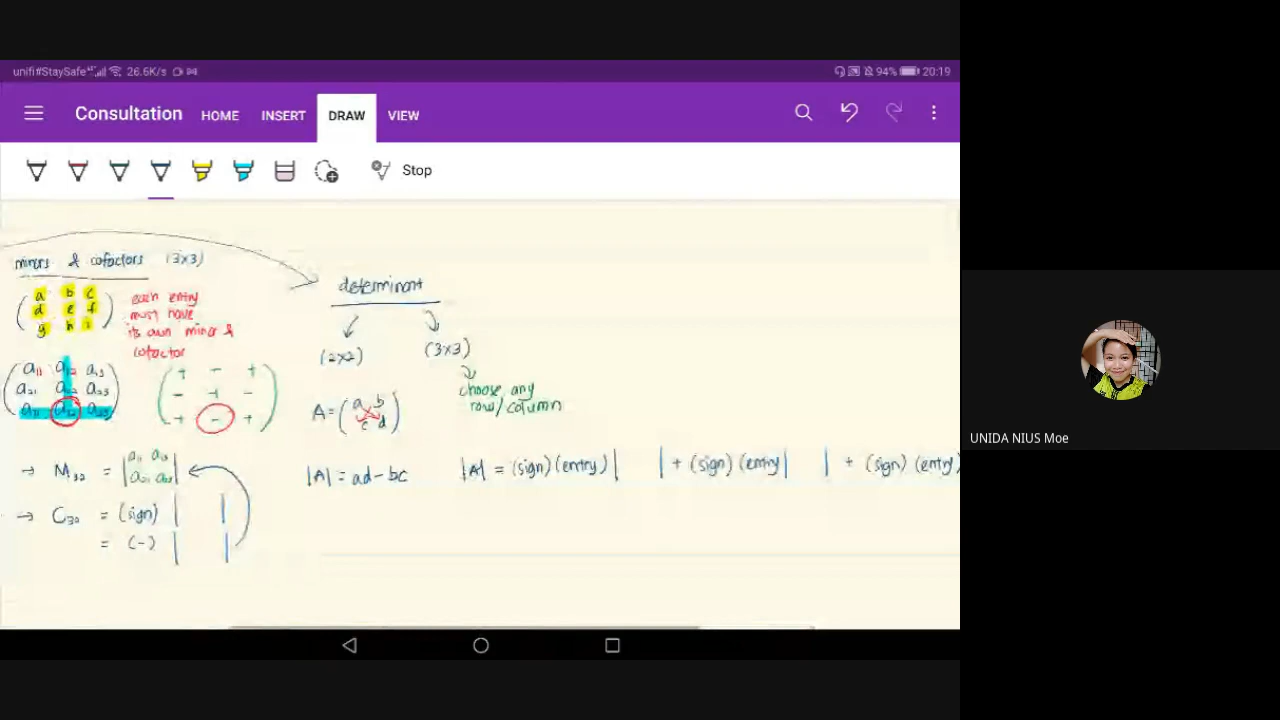 unifi#StaySafe 26.6K/s 94% 20:19
Consultation HOME INSERT DRAW VIEW
Stop
minors & cofactors (3x3)
(a b c
d e f
g h i)
each entry
must have
its own minor &
cofactor
(a11 a12 a13
a21 a22 a23
a31 a32 a33)
(+ - +
- + -
+ - +)
→ M32 = |a11 a13
a21 a23|
→ C32 = (sign) | |
= (-) | |
determinant
(2x2) (3x3)
choose any
row/column
A = (a b
c d)
|A| = ad - bc
|A| = (sign)(entry)| | + (sign)(entry)| | + (sign)(entry)
UNIDA NIUS Moe